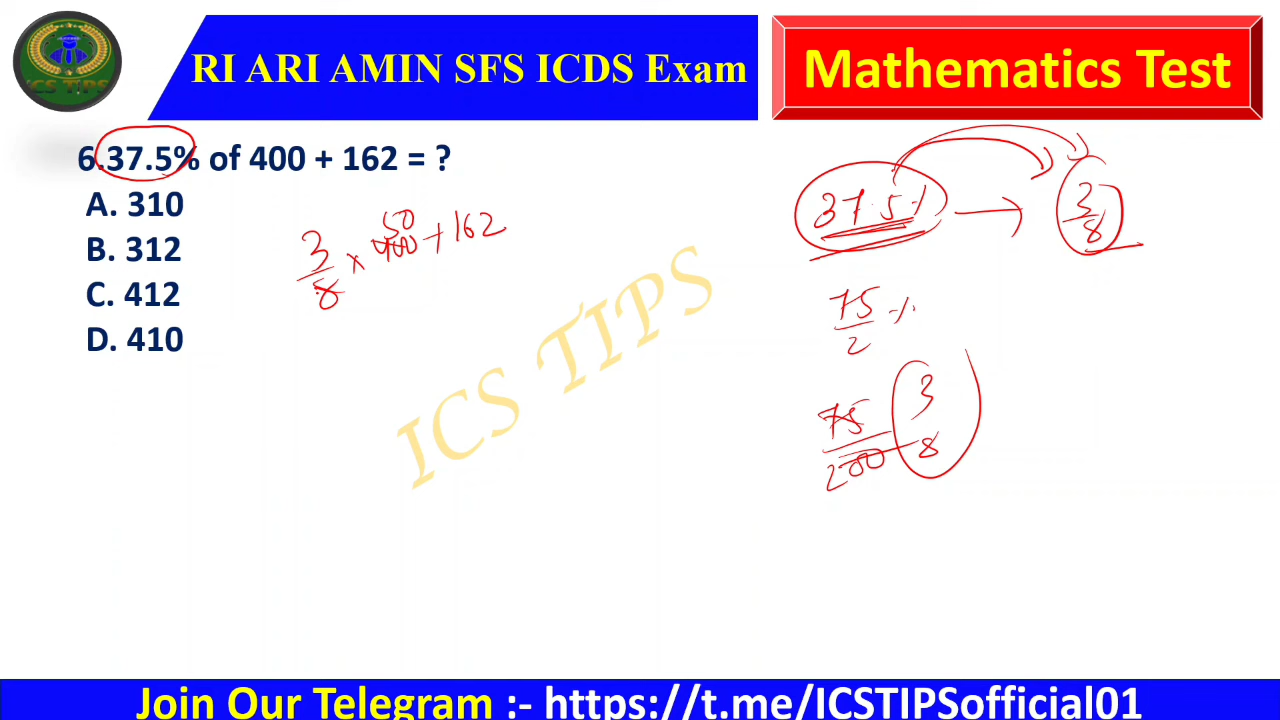 ICS TIPS
RI ARI AMIN SFS ICDS Exam
Mathematics Test
6.37.5% of 400 + 162 = ?
A. 310
B. 312
C. 412
D. 410
3/8 × 400 50 + 162
37.5% → 3/8
75/2 %
75/200 3/8
ICS TIPS
Join Our Telegram :- https://t.me/ICSTIPSofficial01